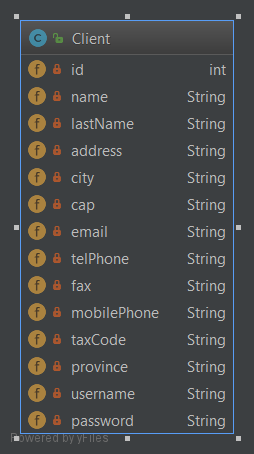 C Client
f id int
f name String
f lastName String
f address String
f city String
f cap String
f email String
f telPhone String
f fax String
f mobilePhone String
f taxCode String
f province String
f username String
f password String
Powered by yFiles